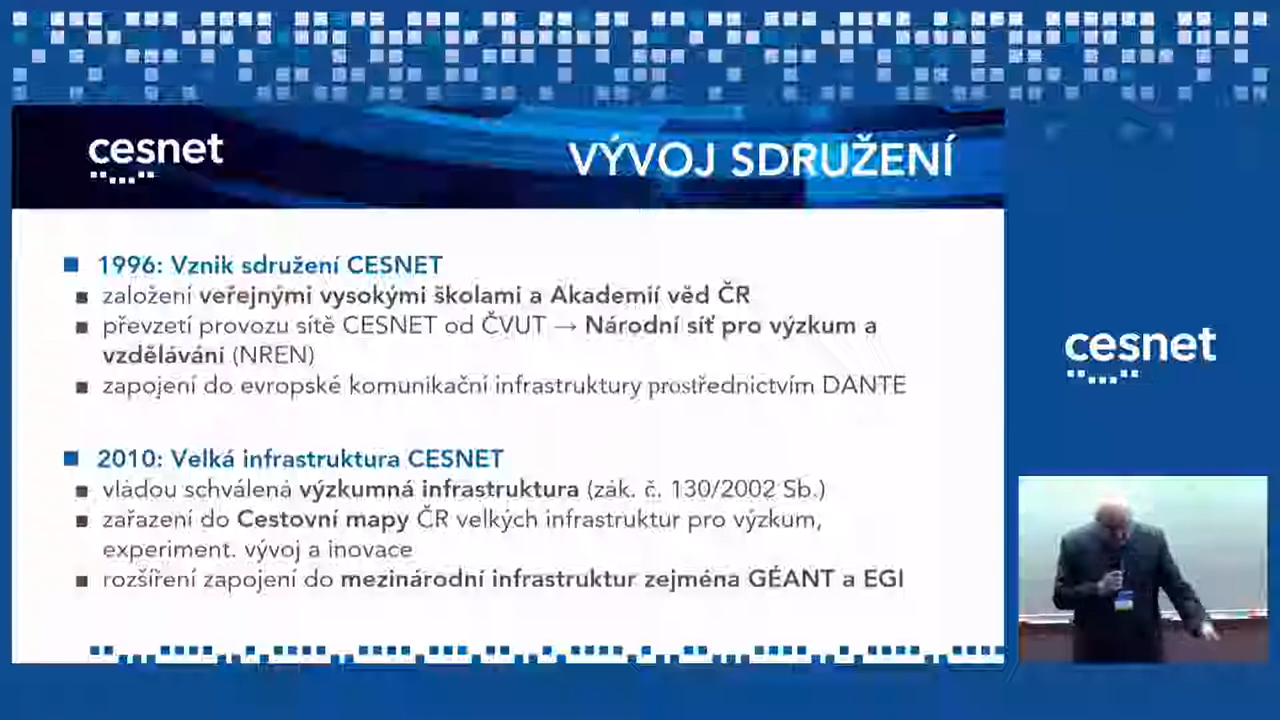 cesnet
VÝVOJ SDRUŽENÍ
1996: Vznik sdružení CESNET
založení veřejnými vysokými školami a Akademií věd ČR
převzetí provozu sítě CESNET od ČVUT → Národní síť pro výzkum a
vzdělávání (NREN)
zapojení do evropské komunikační infrastruktury prostřednictvím DANTE
2010: Velká infrastruktura CESNET
vládou schválená výzkumná infrastruktura (zák. č. 130/2002 Sb.)
zařazení do Cestovní mapy ČR velkých infrastruktur pro výzkum,
experiment. vývoj a inovace
rozšíření zapojení do mezinárodní infrastruktur zejména GÉANT a EGI
cesnet